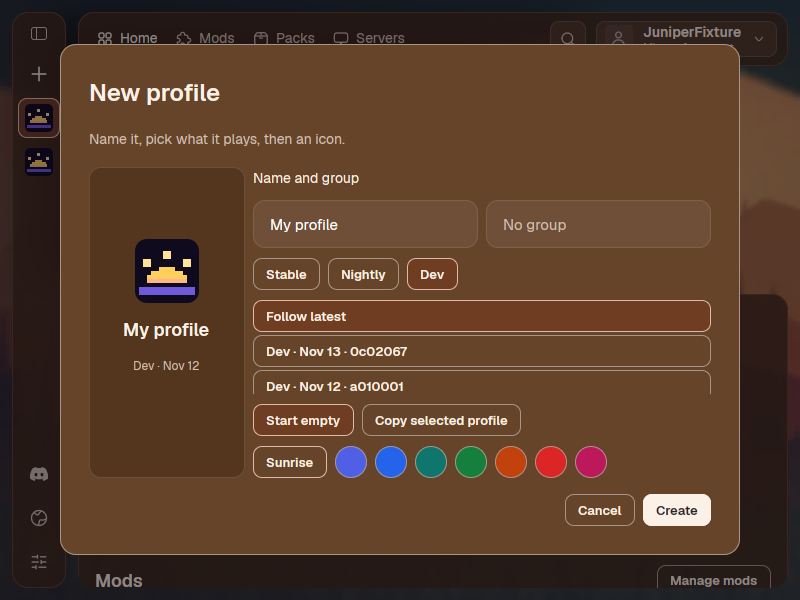 Home
Mods
Packs
Servers
JuniperFixture
New profile
Name it, pick what it plays, then an icon.
Name and group
My profile
No group
Stable
Nightly
Dev
Follow latest
Dev · Nov 13 · 0c02067
Dev · Nov 12 · a010001
My profile
Dev · Nov 12
Start empty
Copy selected profile
Sunrise
Cancel
Create
Mods
Manage mods